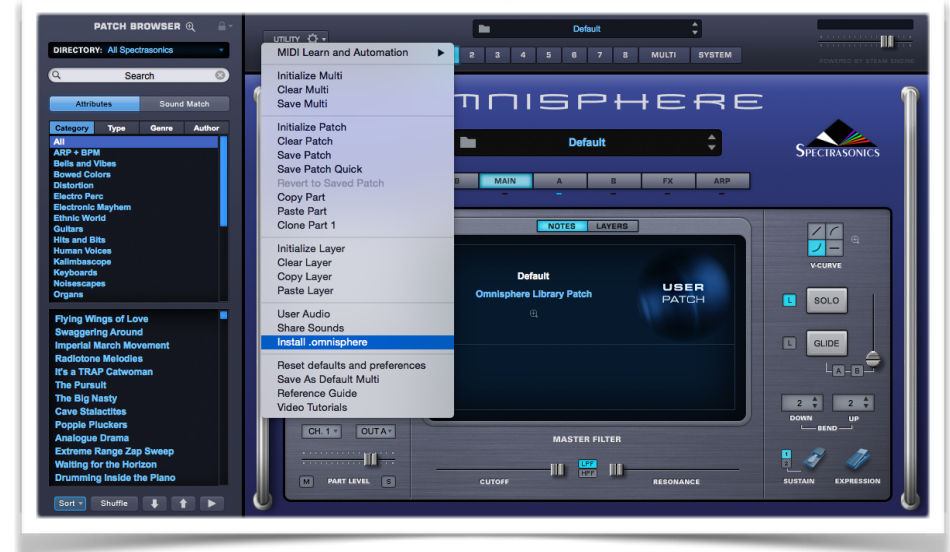 PATCH BROWSER
DIRECTORY: All Spectrasonics
Search
Attributes
Sound Match
Category Type Genre Author
All
ARP + BPM
Bells and Vibes
Bowed Colors
Distortion
Electro Perc
Electronic Mayhem
Ethnic World
Guitars
Hits and Bits
Human Voices
Kalimbascope
Keyboards
Noisescapes
Organs
Flying Wings of Love
Swaggering Around
Imperial March Movement
Radiotone Melodies
It's a TRAP Catwoman
The Pursuit
The Big Nasty
Cave Stalactites
Popple Pluckers
Analogue Drama
Extreme Range Zap Sweep
Waiting for the Horizon
Drumming Inside the Piano
Sort Shuffle
UTILITY
MIDI Learn and Automation
Initialize Multi
Clear Multi
Save Multi
Initialize Patch
Clear Patch
Save Patch
Save Patch Quick
Revert to Saved Patch
Copy Part
Paste Part
Clone Part 1
Initialize Layer
Clear Layer
Copy Layer
Paste Layer
User Audio
Share Sounds
Install .omnisphere
Reset defaults and preferences
Save As Default Multi
Reference Guide
Video Tutorials
Default
2 3 4 5 6 7 8 MULTI SYSTEM
POWERED BY STEAM ENGINE
MNISPHERE
Default
SPECTRASONICS
B MAIN A B FX ARP
NOTES LAYERS
Default
Omnisphere Library Patch
USER
PATCH
V-CURVE
L SOLO
L GLIDE
A B
2 2
DOWN UP
BEND
CH. 1 OUT A
M PART LEVEL S
MASTER FILTER
LPF
HPF
CUTOFF
RESONANCE
1
2
SUSTAIN EXPRESSION